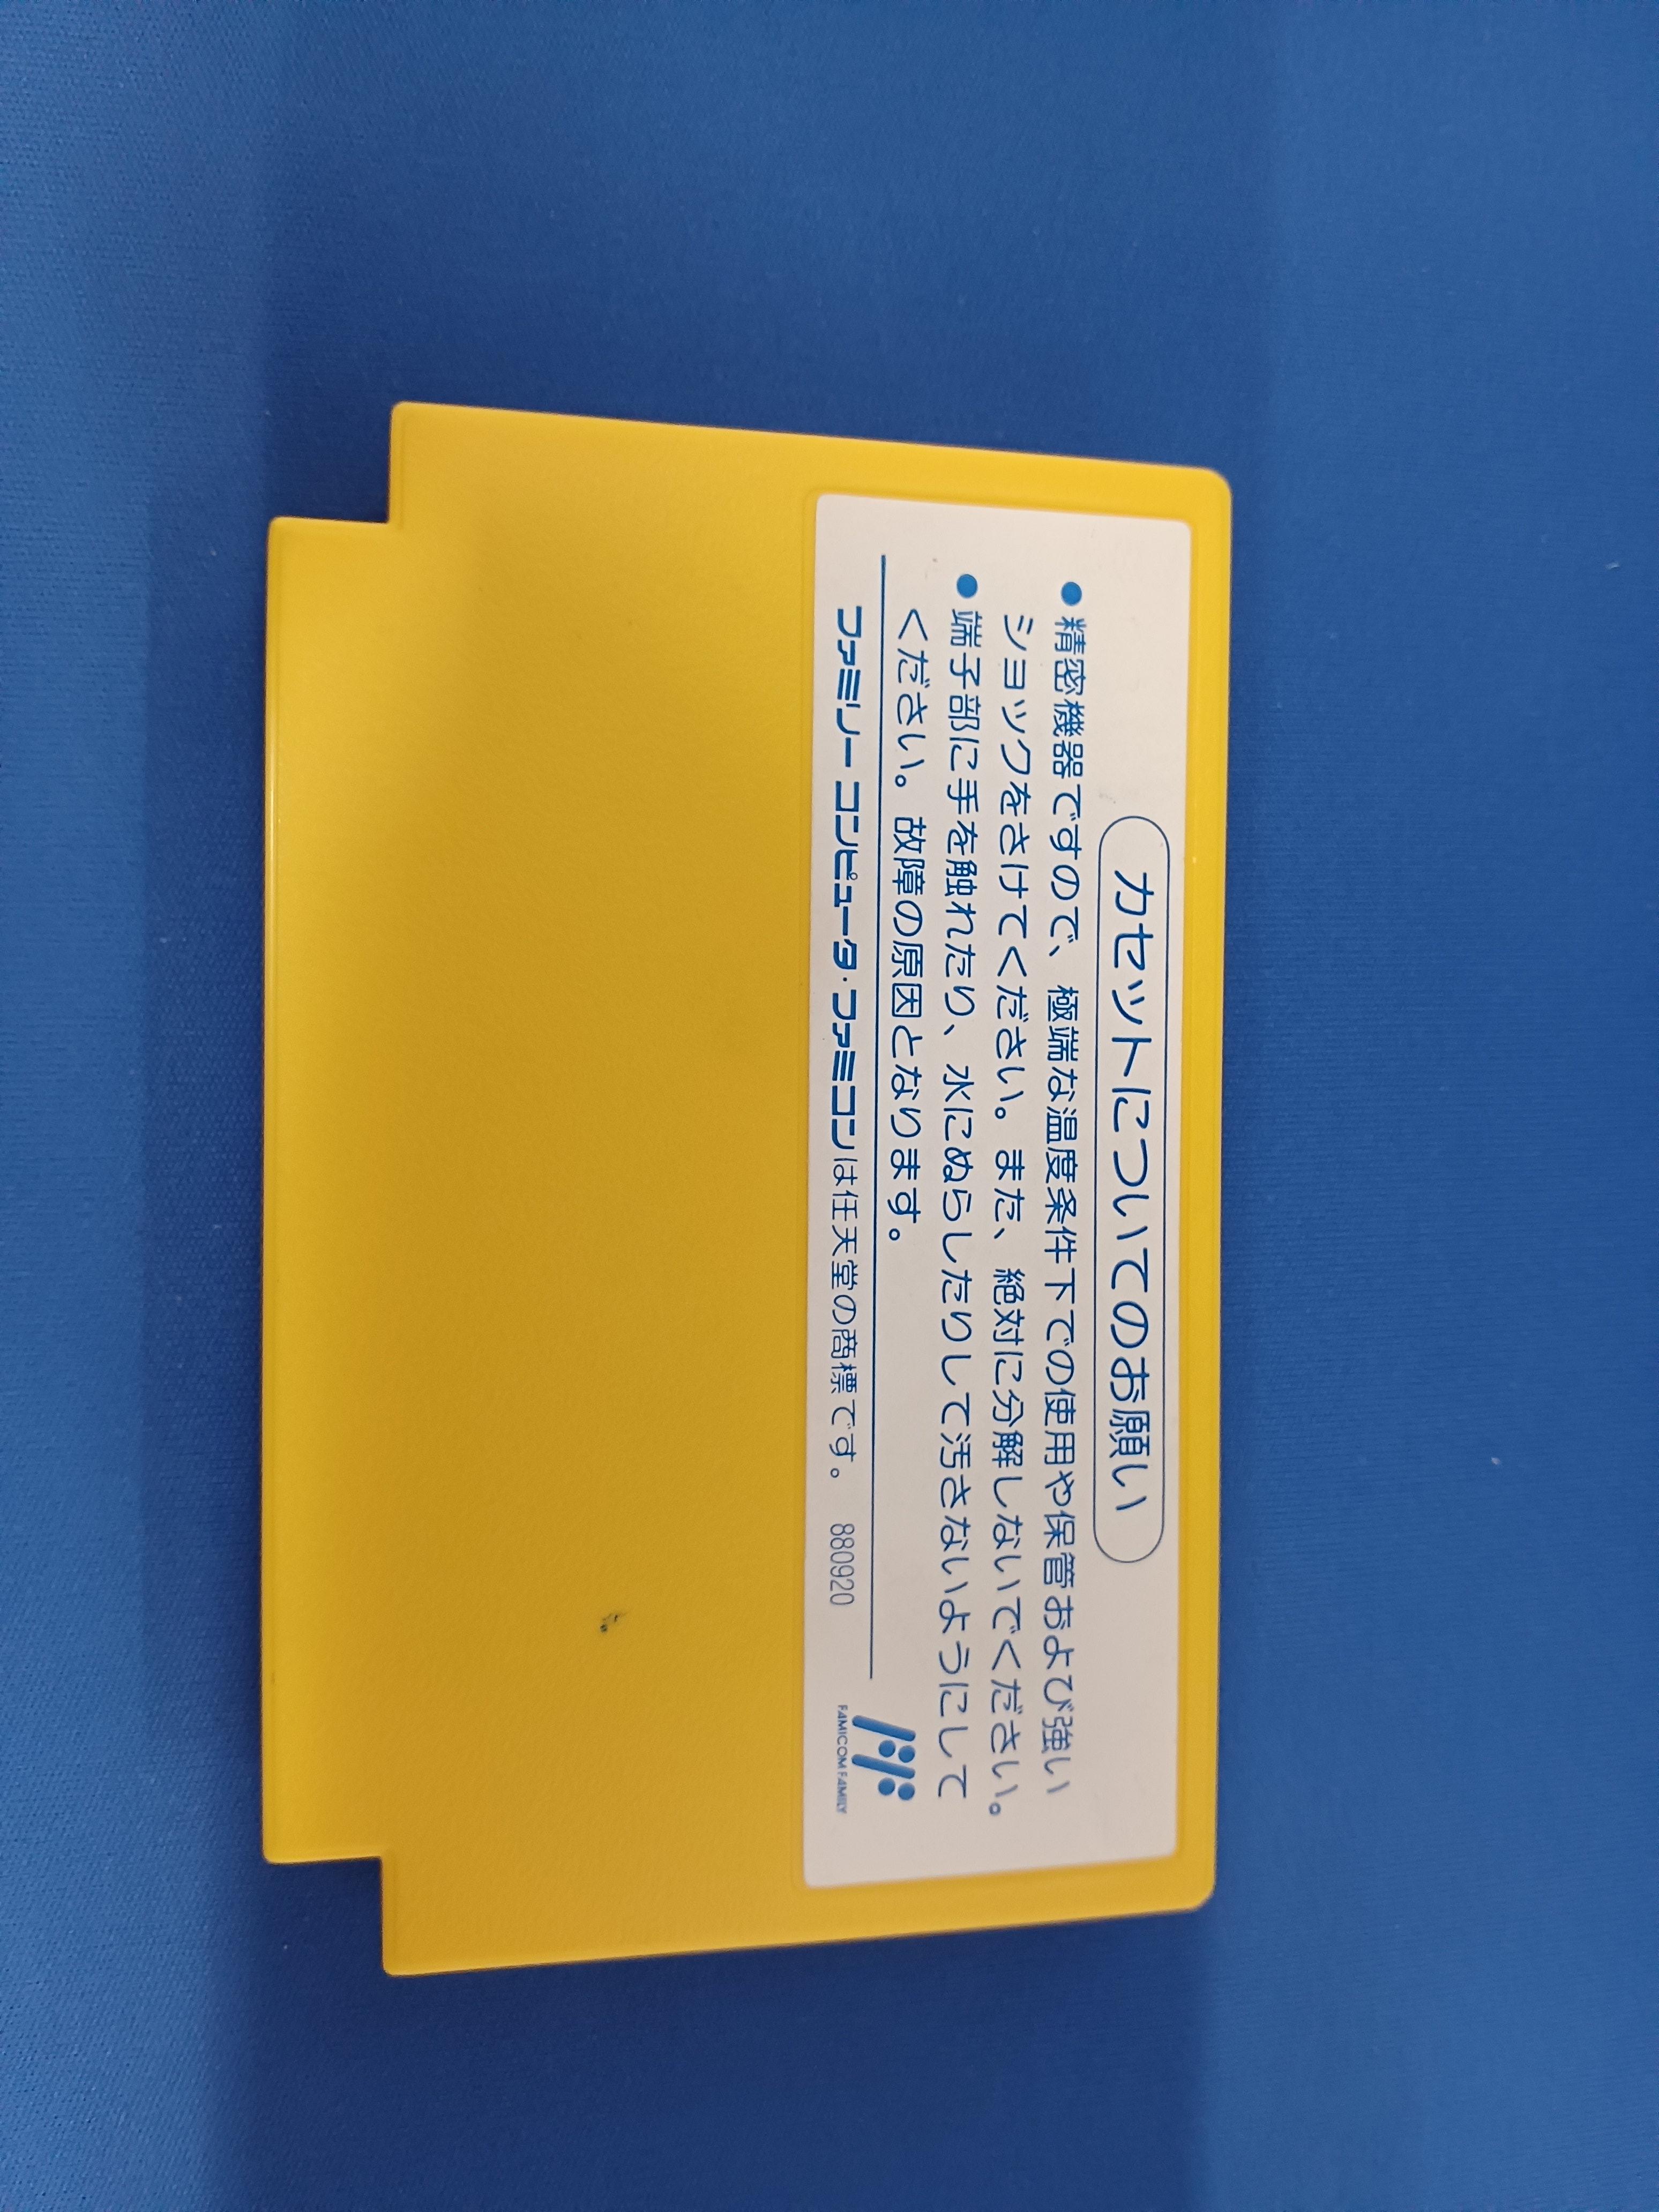 カセットについてのお願い
●精密機器ですので、極端な温度条件下での使用や保管および強い
ショックをさけてください。また、絶対に分解しないでください。
●端子部に手を触れたり、水にぬらしたりして汚さないようにして
ください。故障の原因となります。
ファミリーコンピュータ・ファミコンは任天堂の商標です。 880920
FAMICOM FAMILY